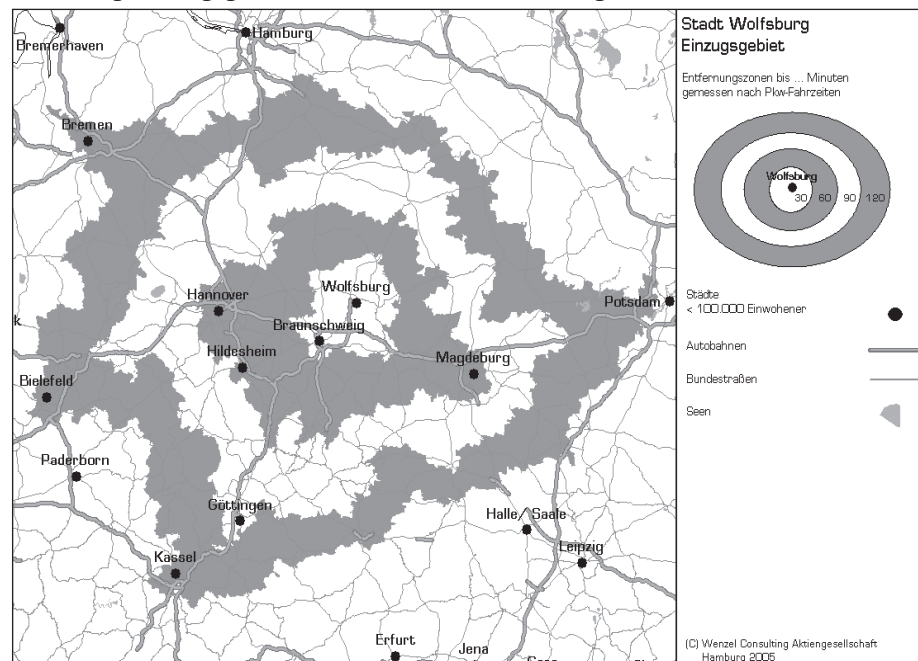 Bremerhaven
Hamburg
Bremen
Hannover
Wolfsburg
Braunschweig
Hildesheim
Magdeburg
Potsdam
k
Bielefeld
Paderborn
Göttingen
Kassel
Halle/ Saale
Leipzig
Erfurt
Jena
Stadt Wolfsburg
Einzugsgebiet
Entfernungszonen bis ... Minuten
gemessen nach Pkw-Fahrzeiten
Wolfsburg
30 60 90 120
Städte
< 100.000 Einwohener
Autobahnen
Bundestraßen
Seen
(C) Wenzel Consulting Aktiengesellschaft
Hamburg 2005